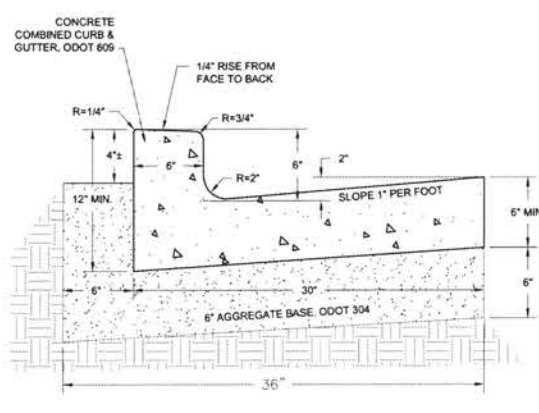 CONCRETE
COMBINED CURB &
GUTTER, ODOT 609
1/4" RISE FROM
FACE TO BACK
R=1/4"
R=3/4"
4"±
6"
6"
2"
R=2"
12" MIN.
SLOPE 1" PER FOOT
6" MIN
6"
30"
6"
6" AGGREGATE BASE, ODOT 304
36"